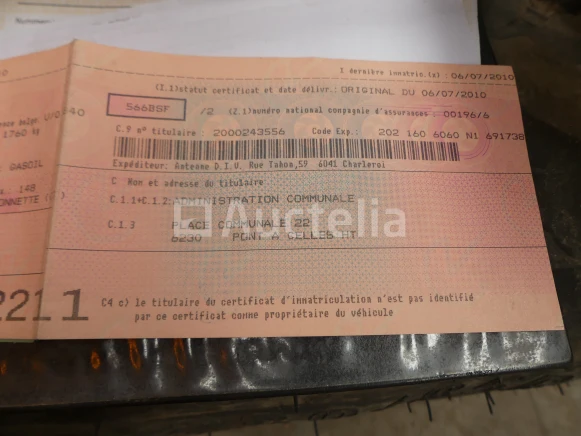 I dernière immatric.(s) :06/07/2010
(I.1)statut certificat et date délivr.:ORIGINAL DU 06/07/2010
566BSF /2 (Z.1)numéro national compagnie d'assurances :00196/6
C.9 n° titulaire : 2000243556 Code Exp.: 202 160 6060 N1 691738
1760 kg
Expéditeur: Antenne D.I.V. Rue Tahon,59 6041 Charleroi
GASOIL
C Nom et adresse du titulaire
148
C.1.1+C.1.2:ADMINISTRATION COMMUNALE
Auctelia
C.1.3 PLACE COMMUNALE 22
6230 PONT A CELLES HT
2211
C4 c) le titulaire du certificat d'immatriculation n'est pas identifié
par ce certificat comme propriétaire du véhicule